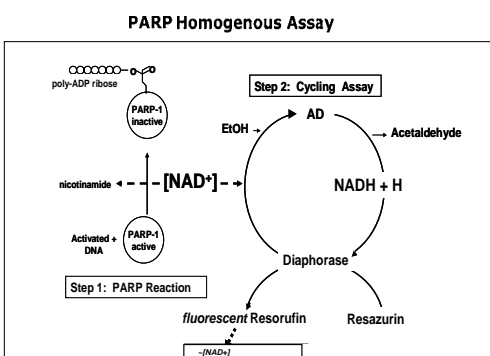 PARP Homogenous Assay
poly-ADP ribose
PARP-1
inactive
Step 2: Cycling Assay
EtOH
AD
Acetaldehyde
nicotinamide
[NAD+]
NADH + H
Activated +
DNA
PARP-1
active
Diaphorase
Step 1: PARP Reaction
fluorescent Resorufin
Resazurin
~[NAD+]